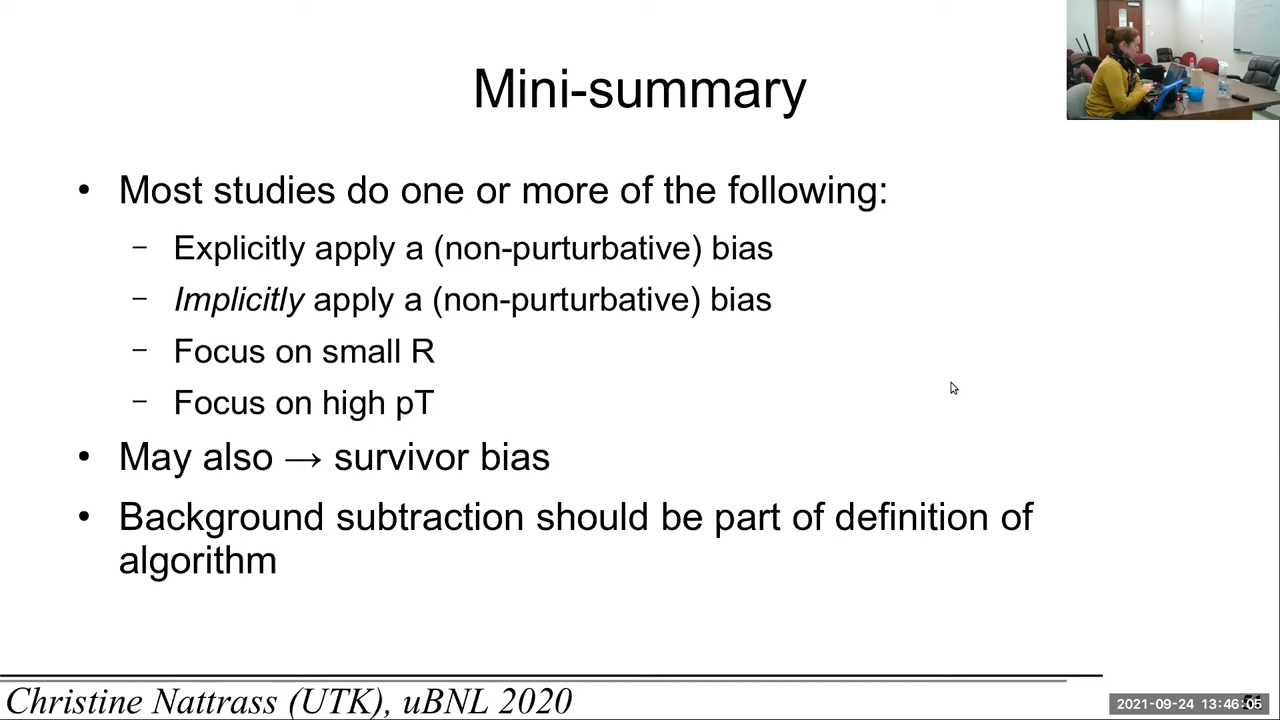 Mini-summary
• Most studies do one or more of the following:
– Explicitly apply a (non-purturbative) bias
– Implicitly apply a (non-purturbative) bias
– Focus on small R
– Focus on high pT
• May also → survivor bias
• Background subtraction should be part of definition of
algorithm
Christine Nattrass (UTK), uBNL 2020
2021-09-24 13:46:05